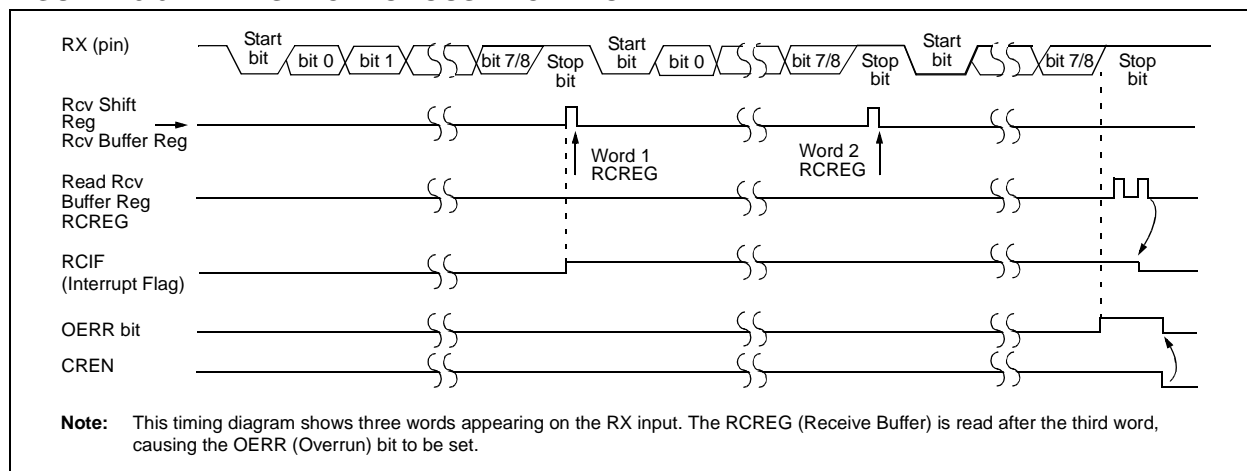 RX (pin)
Start bit
bit 0
bit 1
bit 7/8
Stop bit
Start bit
bit 0
bit 7/8
Stop bit
Start bit
bit 7/8
Stop bit
Rcv Shift
Reg
Rcv Buffer Reg
Word 1
RCREG
Word 2
RCREG
Read Rcv
Buffer Reg
RCREG
RCIF
(Interrupt Flag)
OERR bit
CREN
Note: This timing diagram shows three words appearing on the RX input. The RCREG (Receive Buffer) is read after the third word,
causing the OERR (Overrun) bit to be set.